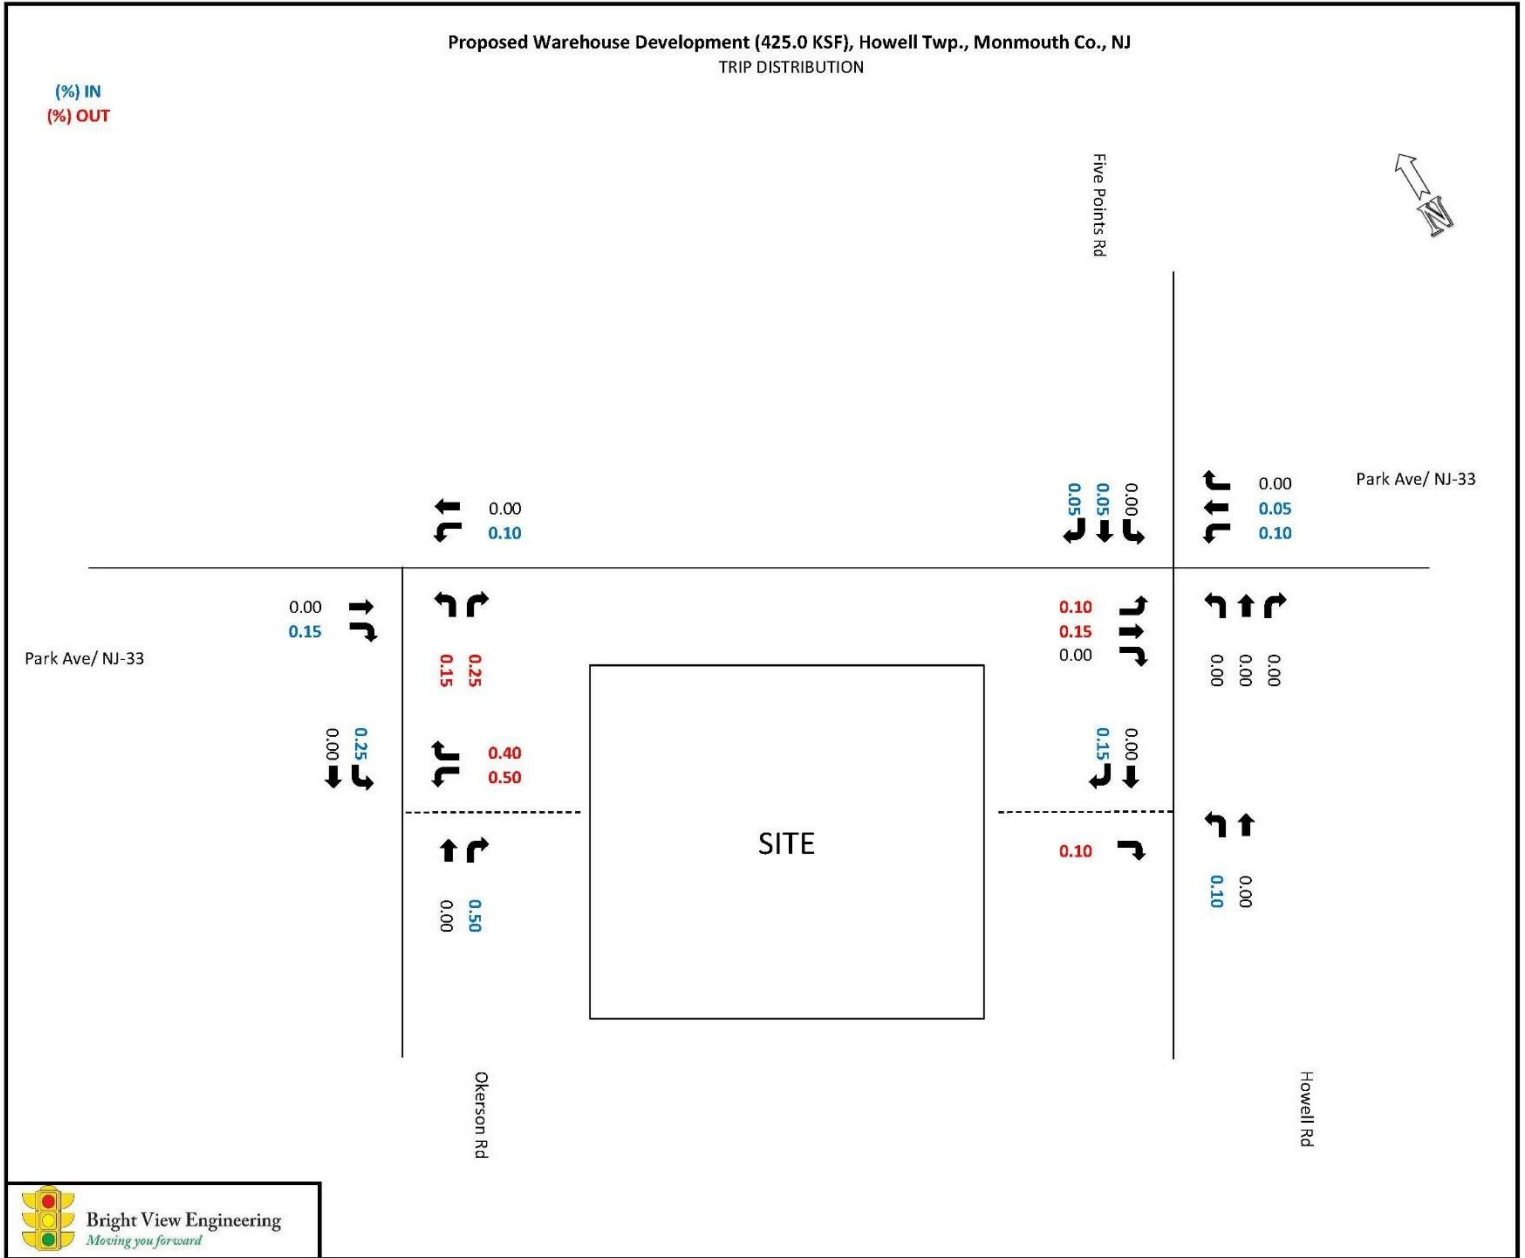 Proposed Warehouse Development (425.0 KSF), Howell Twp., Monmouth Co., NJ
TRIP DISTRIBUTION
(%) IN
(%) OUT
Five Points Rd
N
Park Ave/ NJ-33
0.00
0.10
0.05
0.05
0.00
0.00
0.05
0.10
0.00
0.15
Park Ave/ NJ-33
0.15
0.25
0.10
0.15
0.00
0.00
0.00
0.00
0.00
0.25
0.40
0.50
SITE
0.15
0.00
0.00
0.50
0.10
0.10
0.00
Okerson Rd
Howell Rd
Bright View Engineering
Moving you forward